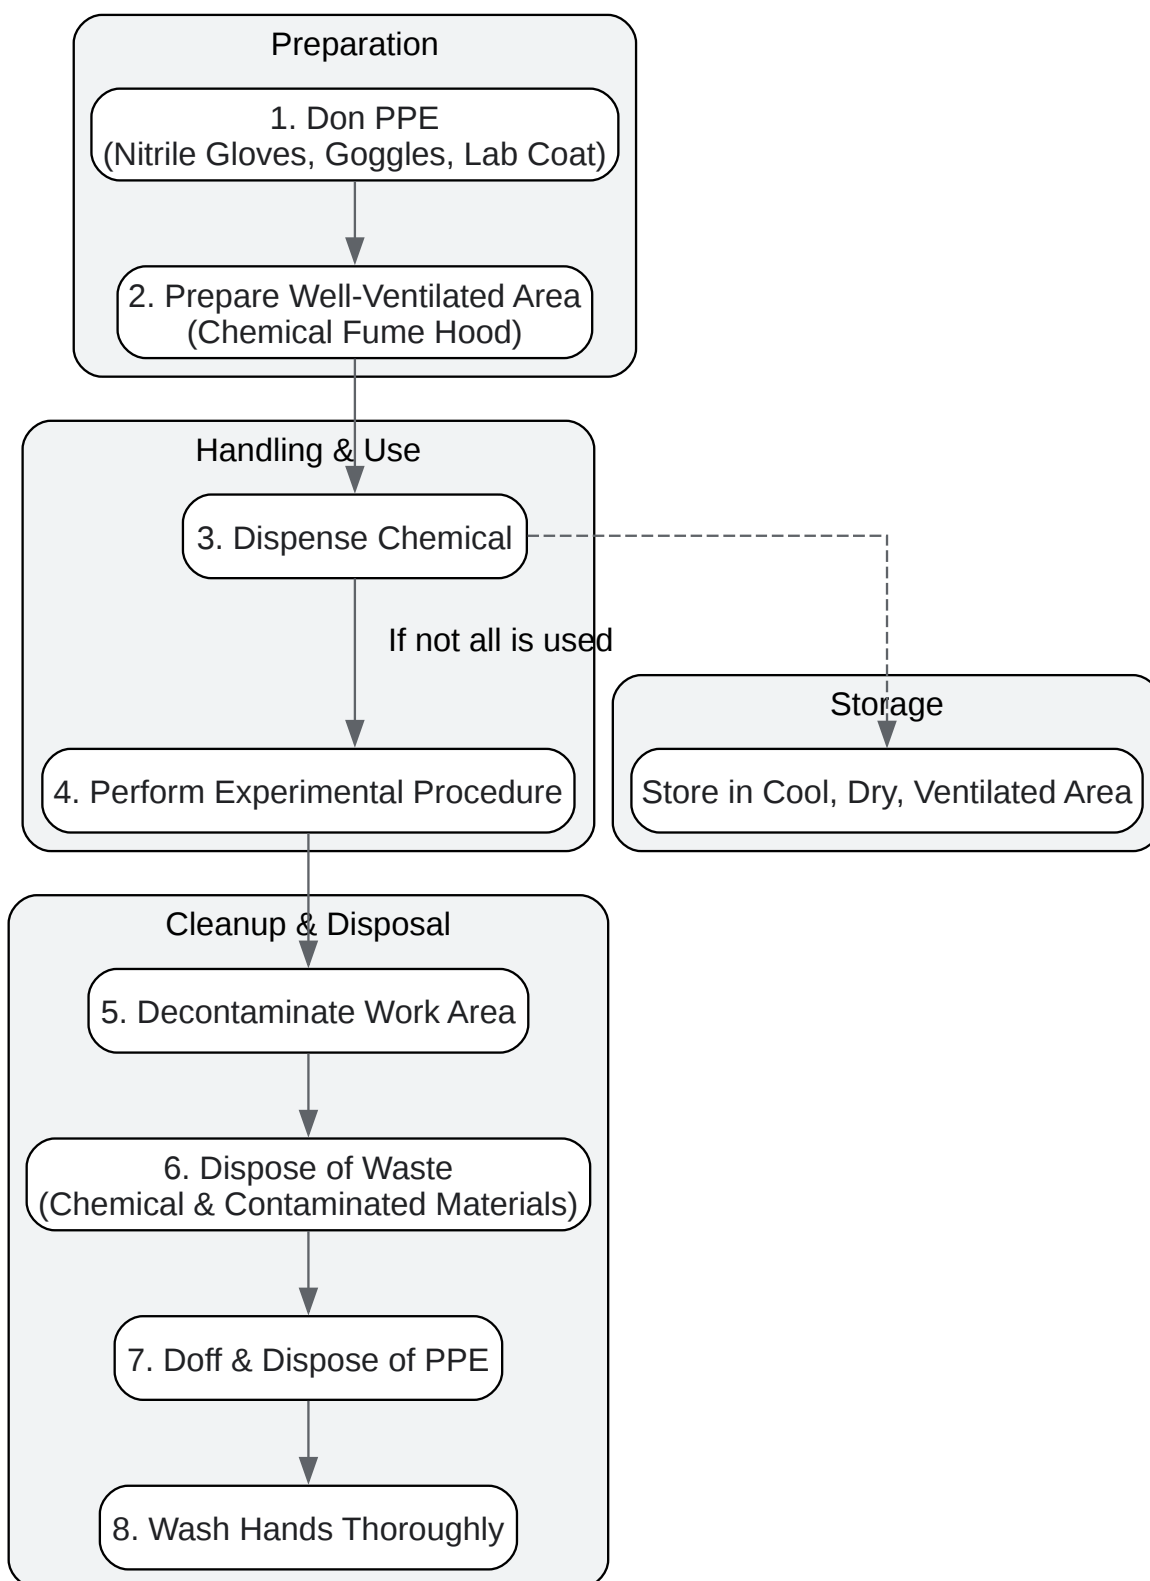 Preparation
1. Don PPE
(Nitrile Gloves, Goggles, Lab Coat)
2. Prepare Well-Ventilated Area
(Chemical Fume Hood)
Handling & Use
3. Dispense Chemical
If not all is used
Storage
4. Perform Experimental Procedure
Store in Cool, Dry, Ventilated Area
Cleanup & Disposal
5. Decontaminate Work Area
6. Dispose of Waste
(Chemical & Contaminated Materials)
7. Doff & Dispose of PPE
8. Wash Hands Thoroughly